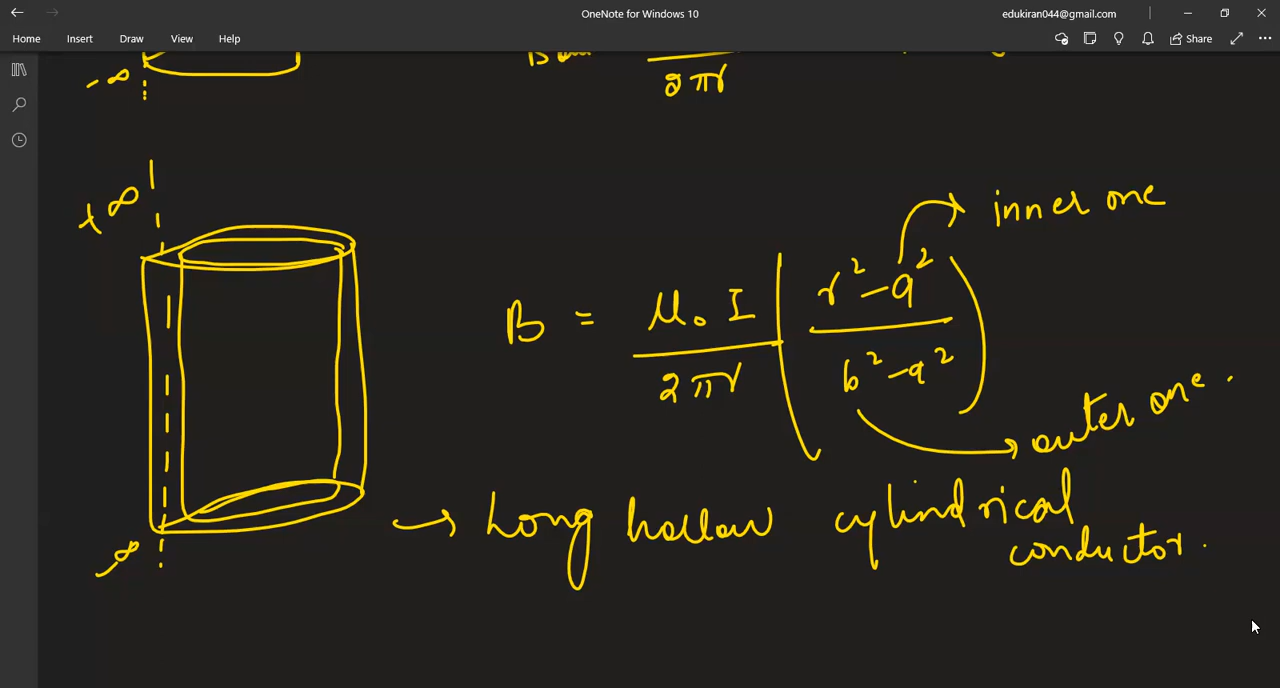 OneNote for Windows 10
edukiran044@gmail.com
Home Insert Draw View Help
Share
-∞
2πr
+∞
inner one
B = μ₀ I / 2πr ( r² - a² / b² - a² )
outer one.
-∞
→ Long hollow cylindrical
conductor.